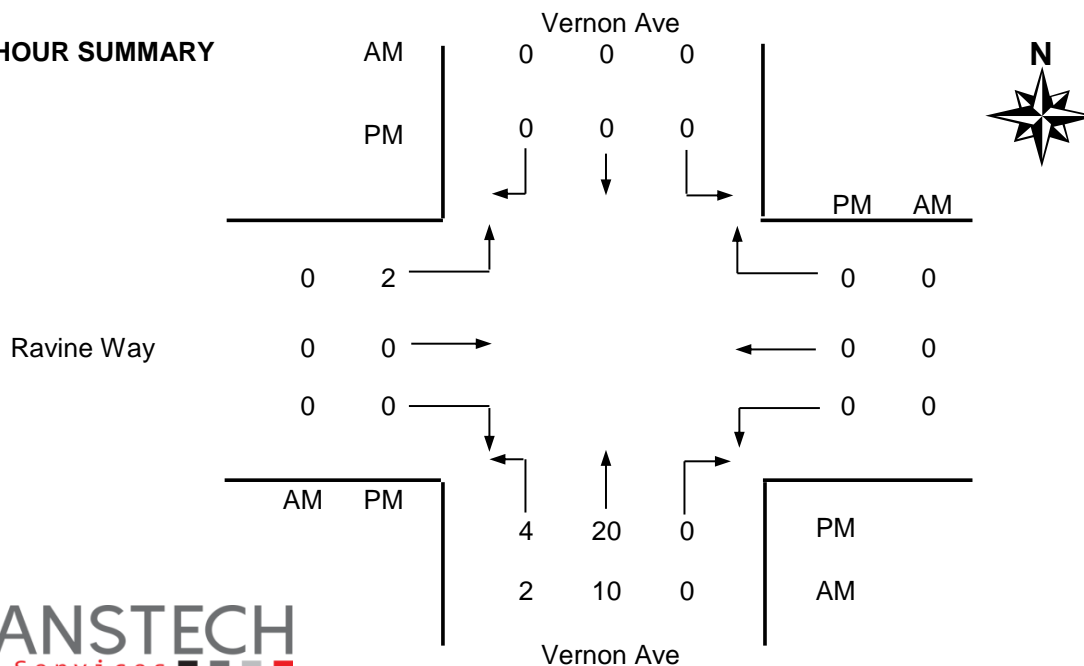 Vernon Ave
HOUR SUMMARY AM 0 0 0 N
PM 0 0 0
PM AM
0 2 0 0
Ravine Way 0 0 0 0
0 0 0 0
AM PM
4 20 0 PM
2 10 0 AM
ANSTECH
Services
Vernon Ave